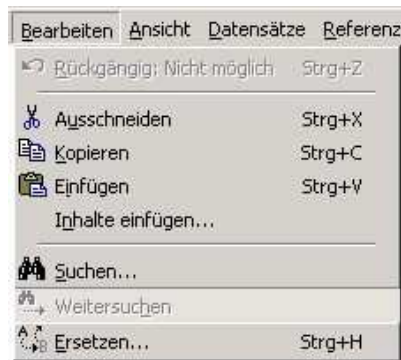 Bearbeiten Ansicht Datensätze Referenz
Rückgängig: Nicht möglich Strg+Z
Ausschneiden Strg+X
Kopieren Strg+C
Einfügen Strg+V
Inhalte einfügen...
Suchen...
Weitersuchen
Ersetzen... Strg+H